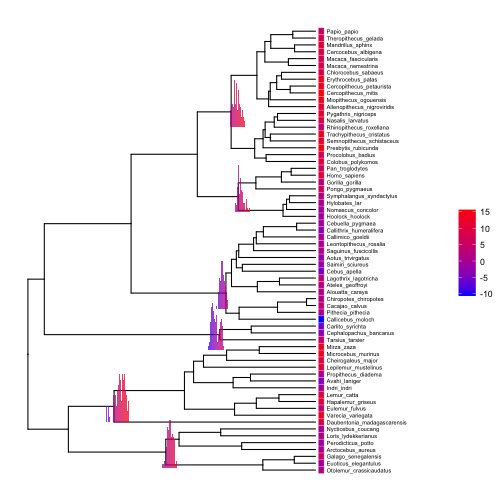 Papio_papio
Theropithecus_gelada
Mandrillus_sphinx
Cercocebus_albigena
Macaca_fascicularis
Macaca_nemestrina
Chlorocebus_sabaeus
Erythrocebus_patas
Cercopithecus_petaurista
Cercopithecus_mitis
Miopithecus_ogouensis
Allenopithecus_nigroviridis
Pygathrix_nigripes
Nasalis_larvatus
Rhinopithecus_roxellana
Trachypithecus_cristatus
Semnopithecus_schistaceus
Presbytis_rubicunda
Procolobus_badius
Colobus_polykomos
Pan_troglodytes
Homo_sapiens
Gorilla_gorilla
Pongo_pygmaeus
Symphalangus_syndactylus
Hylobates_lar
Nomascus_concolor
Hoolock_hoolock
Cebuella_pygmaea
Callithrix_humeralifera
Callimico_goeldii
Leontopithecus_rosalia
Saguinus_fuscicollis
Aotus_trivirgatus
Saimiri_sciureus
Cebus_apella
Lagothrix_lagotricha
Ateles_geoffroyi
Alouatta_caraya
Chiropotes_chiropotes
Cacajao_calvus
Pithecia_pithecia
Callicebus_moloch
Carlito_syrichta
Cephalopachus_bancanus
Tarsius_tarsier
Mirza_zaza
Microcebus_murinus
Cheirogaleus_major
Lepilemur_mustelinus
Propithecus_diadema
Avahi_laniger
Indri_indri
Lemur_catta
Hapalemur_griseus
Eulemur_fulvus
Varecia_variegata
Daubentonia_madagascarensis
Nycticebus_coucang
Loris_lydekkerianus
Perodicticus_potto
Arctocebus_aureus
Galago_senegalensis
Euoticus_elegantulus
Otolemur_crassicaudatus
15
10
5
0
-5
-10